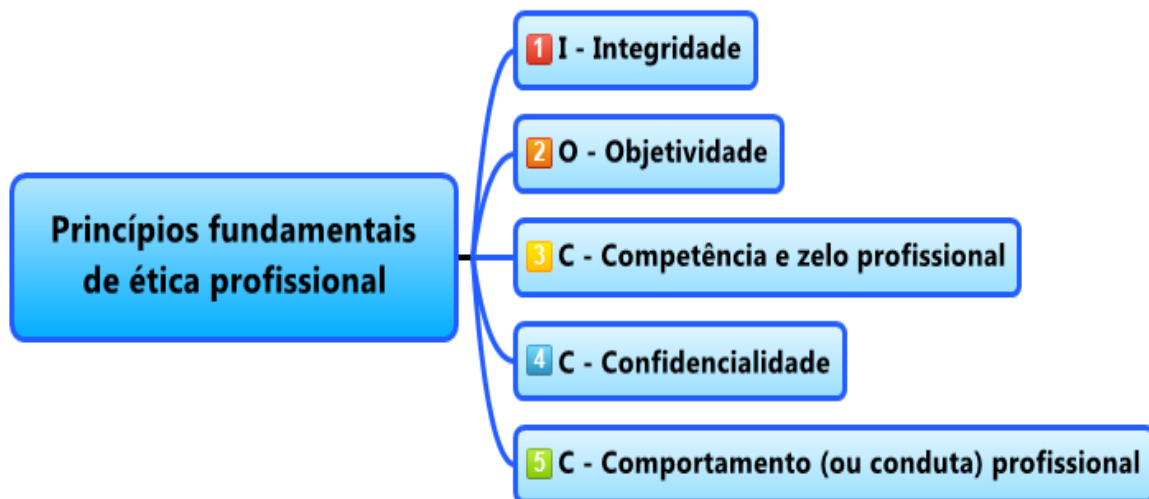 Princípios fundamentais
de ética profissional
1 I - Integridade
2 O - Objetividade
3 C - Competência e zelo profissional
4 C - Confidencialidade
5 C - Comportamento (ou conduta) profissional